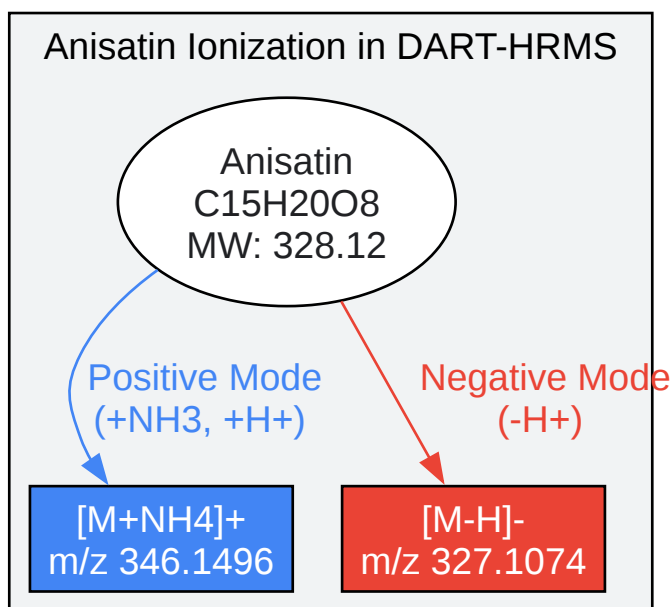 Anisatin Ionization in DART-HRMS
Anisatin
C15H20O8
MW: 328.12
Positive Mode
(+NH3, +H+)
Negative Mode
(-H+)
[M+NH4]+
m/z 346.1496
[M-H]-
m/z 327.1074